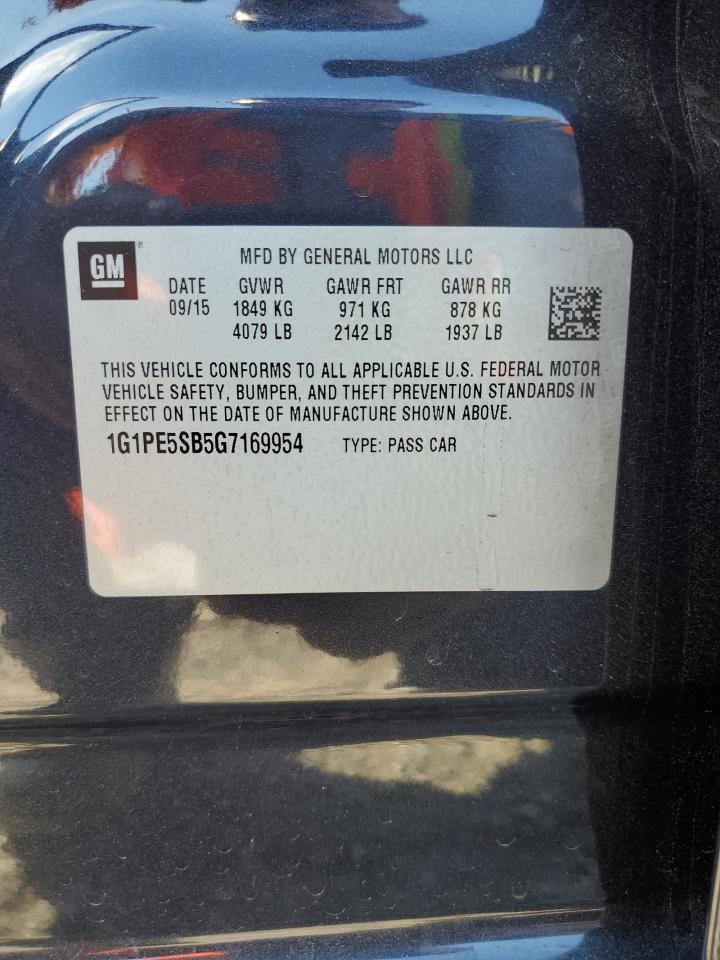 GM ®
MFD BY GENERAL MOTORS LLC
DATE GVWR GAWR FRT GAWR RR
09/15 1849 KG 971 KG 878 KG
4079 LB 2142 LB 1937 LB
THIS VEHICLE CONFORMS TO ALL APPLICABLE U.S. FEDERAL MOTOR
VEHICLE SAFETY, BUMPER, AND THEFT PREVENTION STANDARDS IN
EFFECT ON THE DATE OF MANUFACTURE SHOWN ABOVE.
1G1PE5SB5G7169954 TYPE: PASS CAR